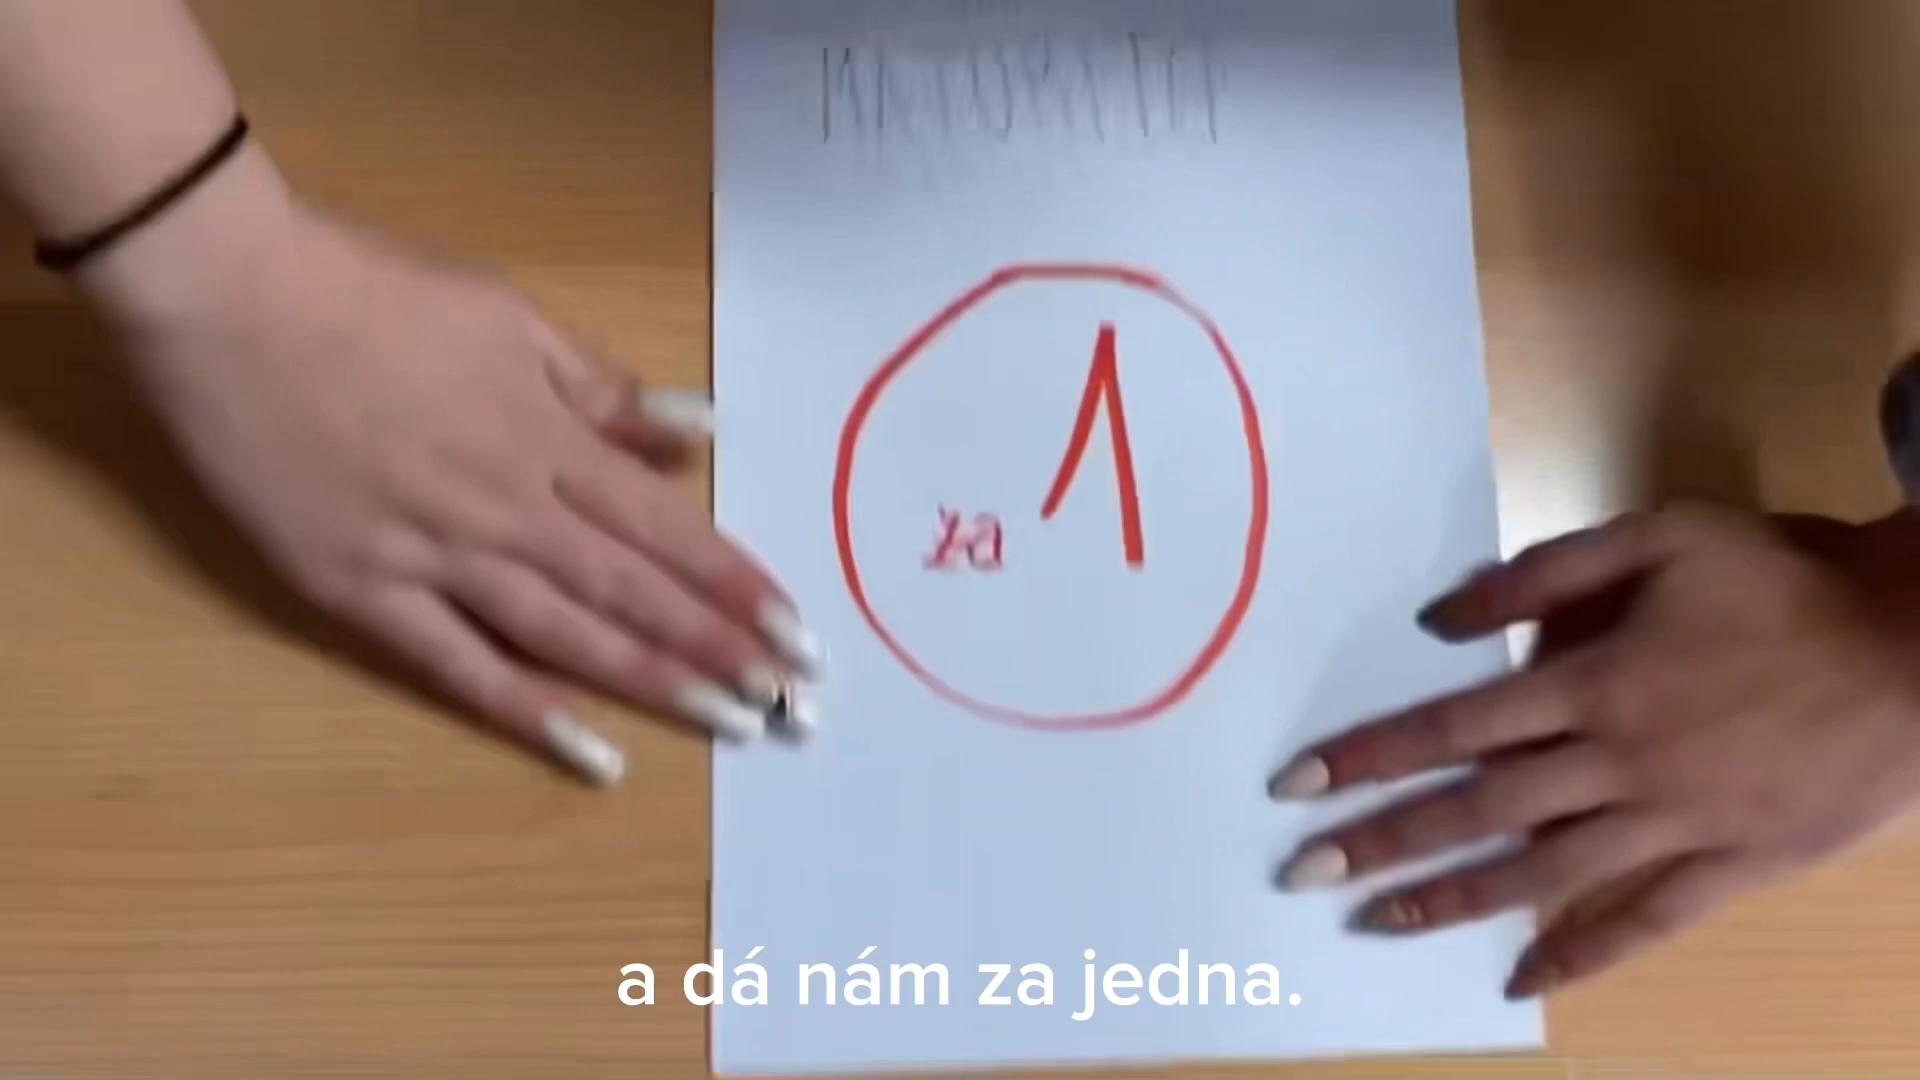 za 1
a dá nám za jedna.